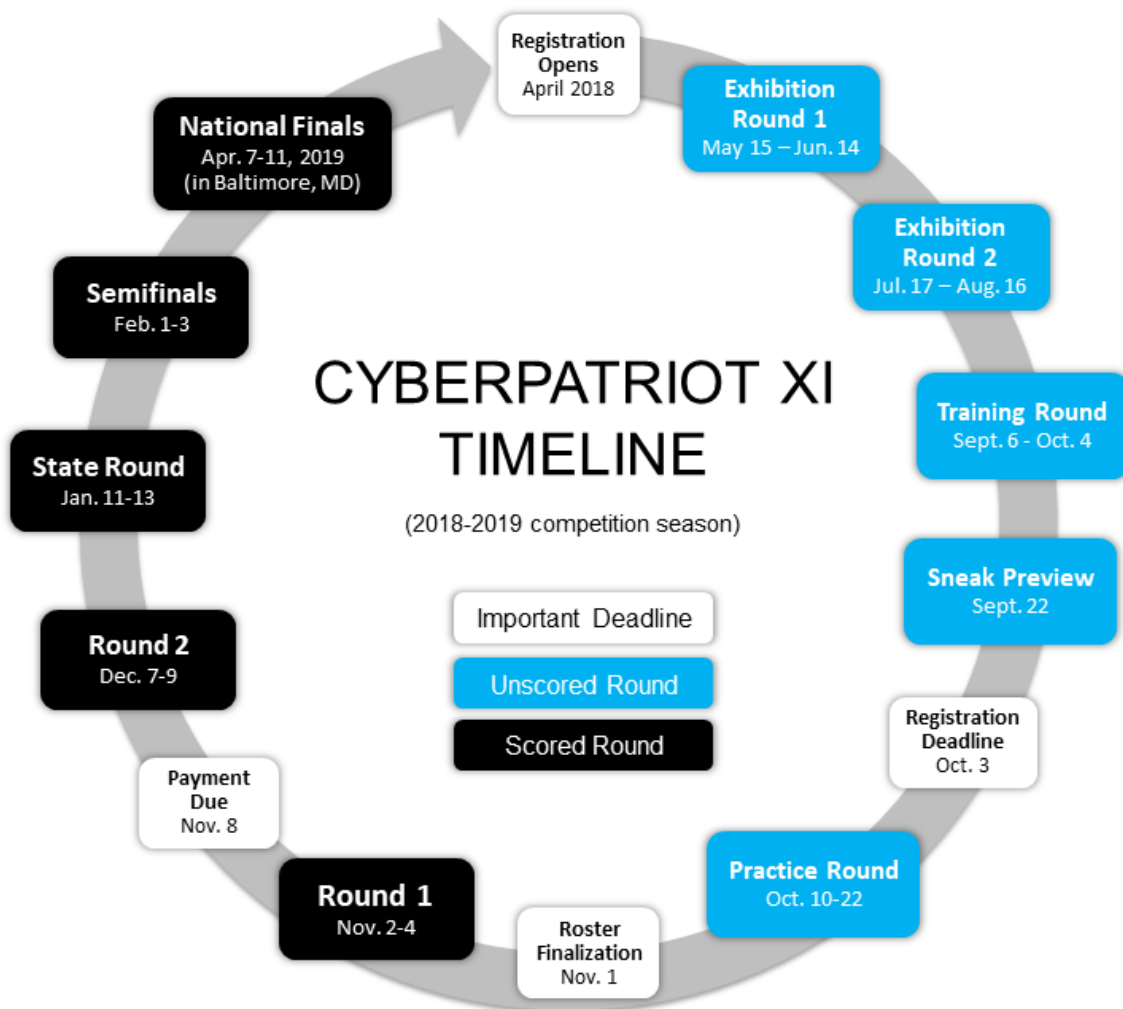 Registration
Opens
April 2018
Exhibition
Round 1
May 15 – Jun. 14
Exhibition
Round 2
Jul. 17 – Aug. 16
Training Round
Sept. 6 - Oct. 4
Sneak Preview
Sept. 22
Registration
Deadline
Oct. 3
Practice Round
Oct. 10-22
Roster
Finalization
Nov. 1
Round 1
Nov. 2-4
Payment
Due
Nov. 8
Round 2
Dec. 7-9
State Round
Jan. 11-13
Semifinals
Feb. 1-3
National Finals
Apr. 7-11, 2019
(in Baltimore, MD)
CYBERPATRIOT XI
TIMELINE
(2018-2019 competition season)
Important Deadline
Unscored Round
Scored Round